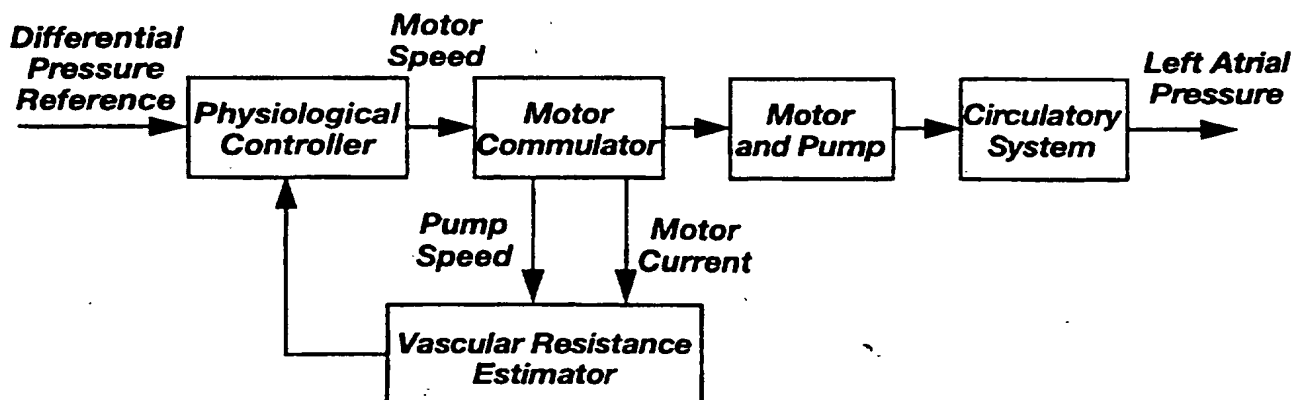 Differential
Pressure
Reference
Motor
Speed
Physiological
Controller
Motor
Commulator
Motor
and Pump
Circulatory
System
Left Atrial
Pressure
Pump
Speed
Motor
Current
Vascular Resistance
Estimator